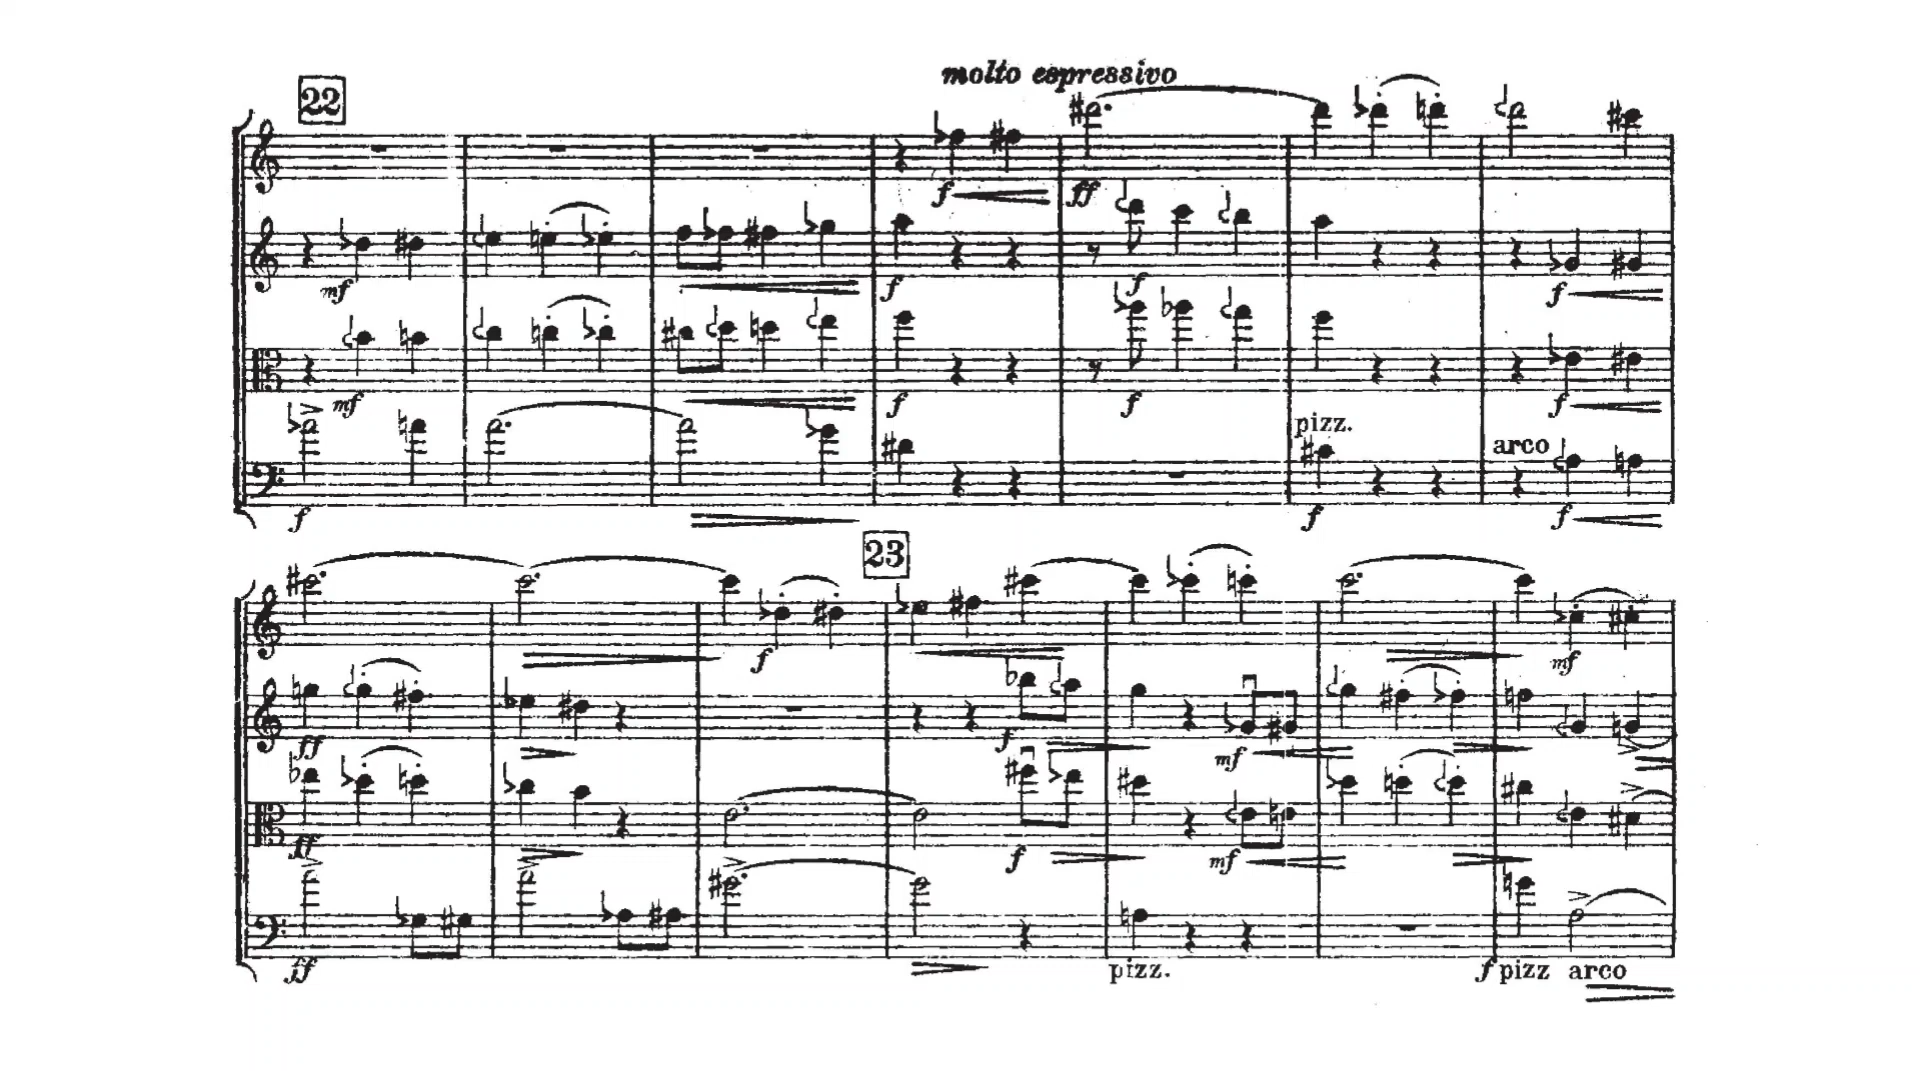 22
molto espressivo
f ff
mf f f f
mf f f f
pizz.
arco
f f f
23
f mf
ff f mf
ff f mf
ff pizz. f pizz arco